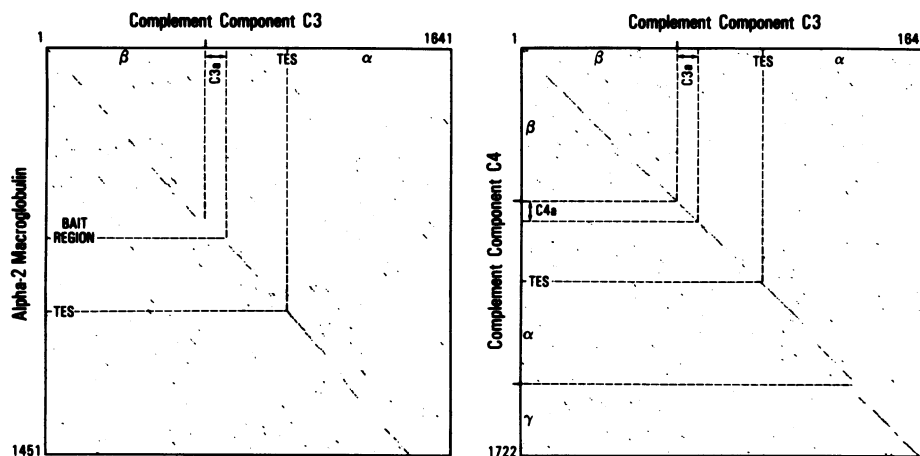 Complement Component C3
1
1641
β
C3a
TES
α
Alpha-2 Macroglobulin
BAIT
REGION
TES
1451
Complement Component C3
1
164
β
C3a
TES
α
Complement Component C4
β
C4a
TES
α
γ
1722